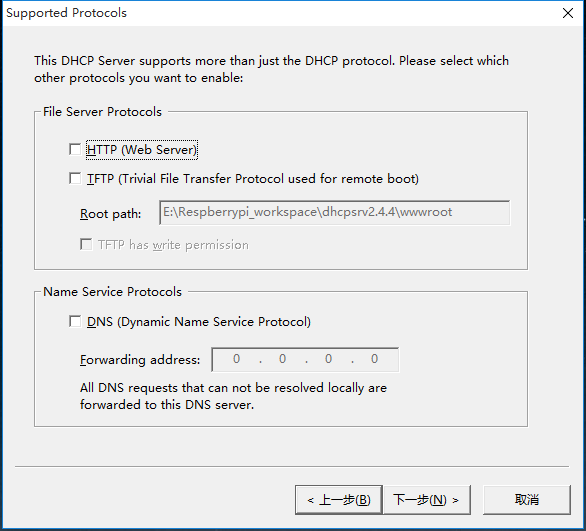 Supported Protocols
This DHCP Server supports more than just the DHCP protocol. Please select which
other protocols you want to enable:
File Server Protocols
HTTP (Web Server)
TFTP (Trivial File Transfer Protocol used for remote boot)
Root path: E:\Respberrypi_workspace\dhcpsrv2.4.4\wwwroot
TFTP has write permission
Name Service Protocols
DNS (Dynamic Name Service Protocol)
Forwarding address: 0 . 0 . 0 . 0
All DNS requests that can not be resolved locally are
forwarded to this DNS server.
< 上一步(B) 下一步(N) > 取消